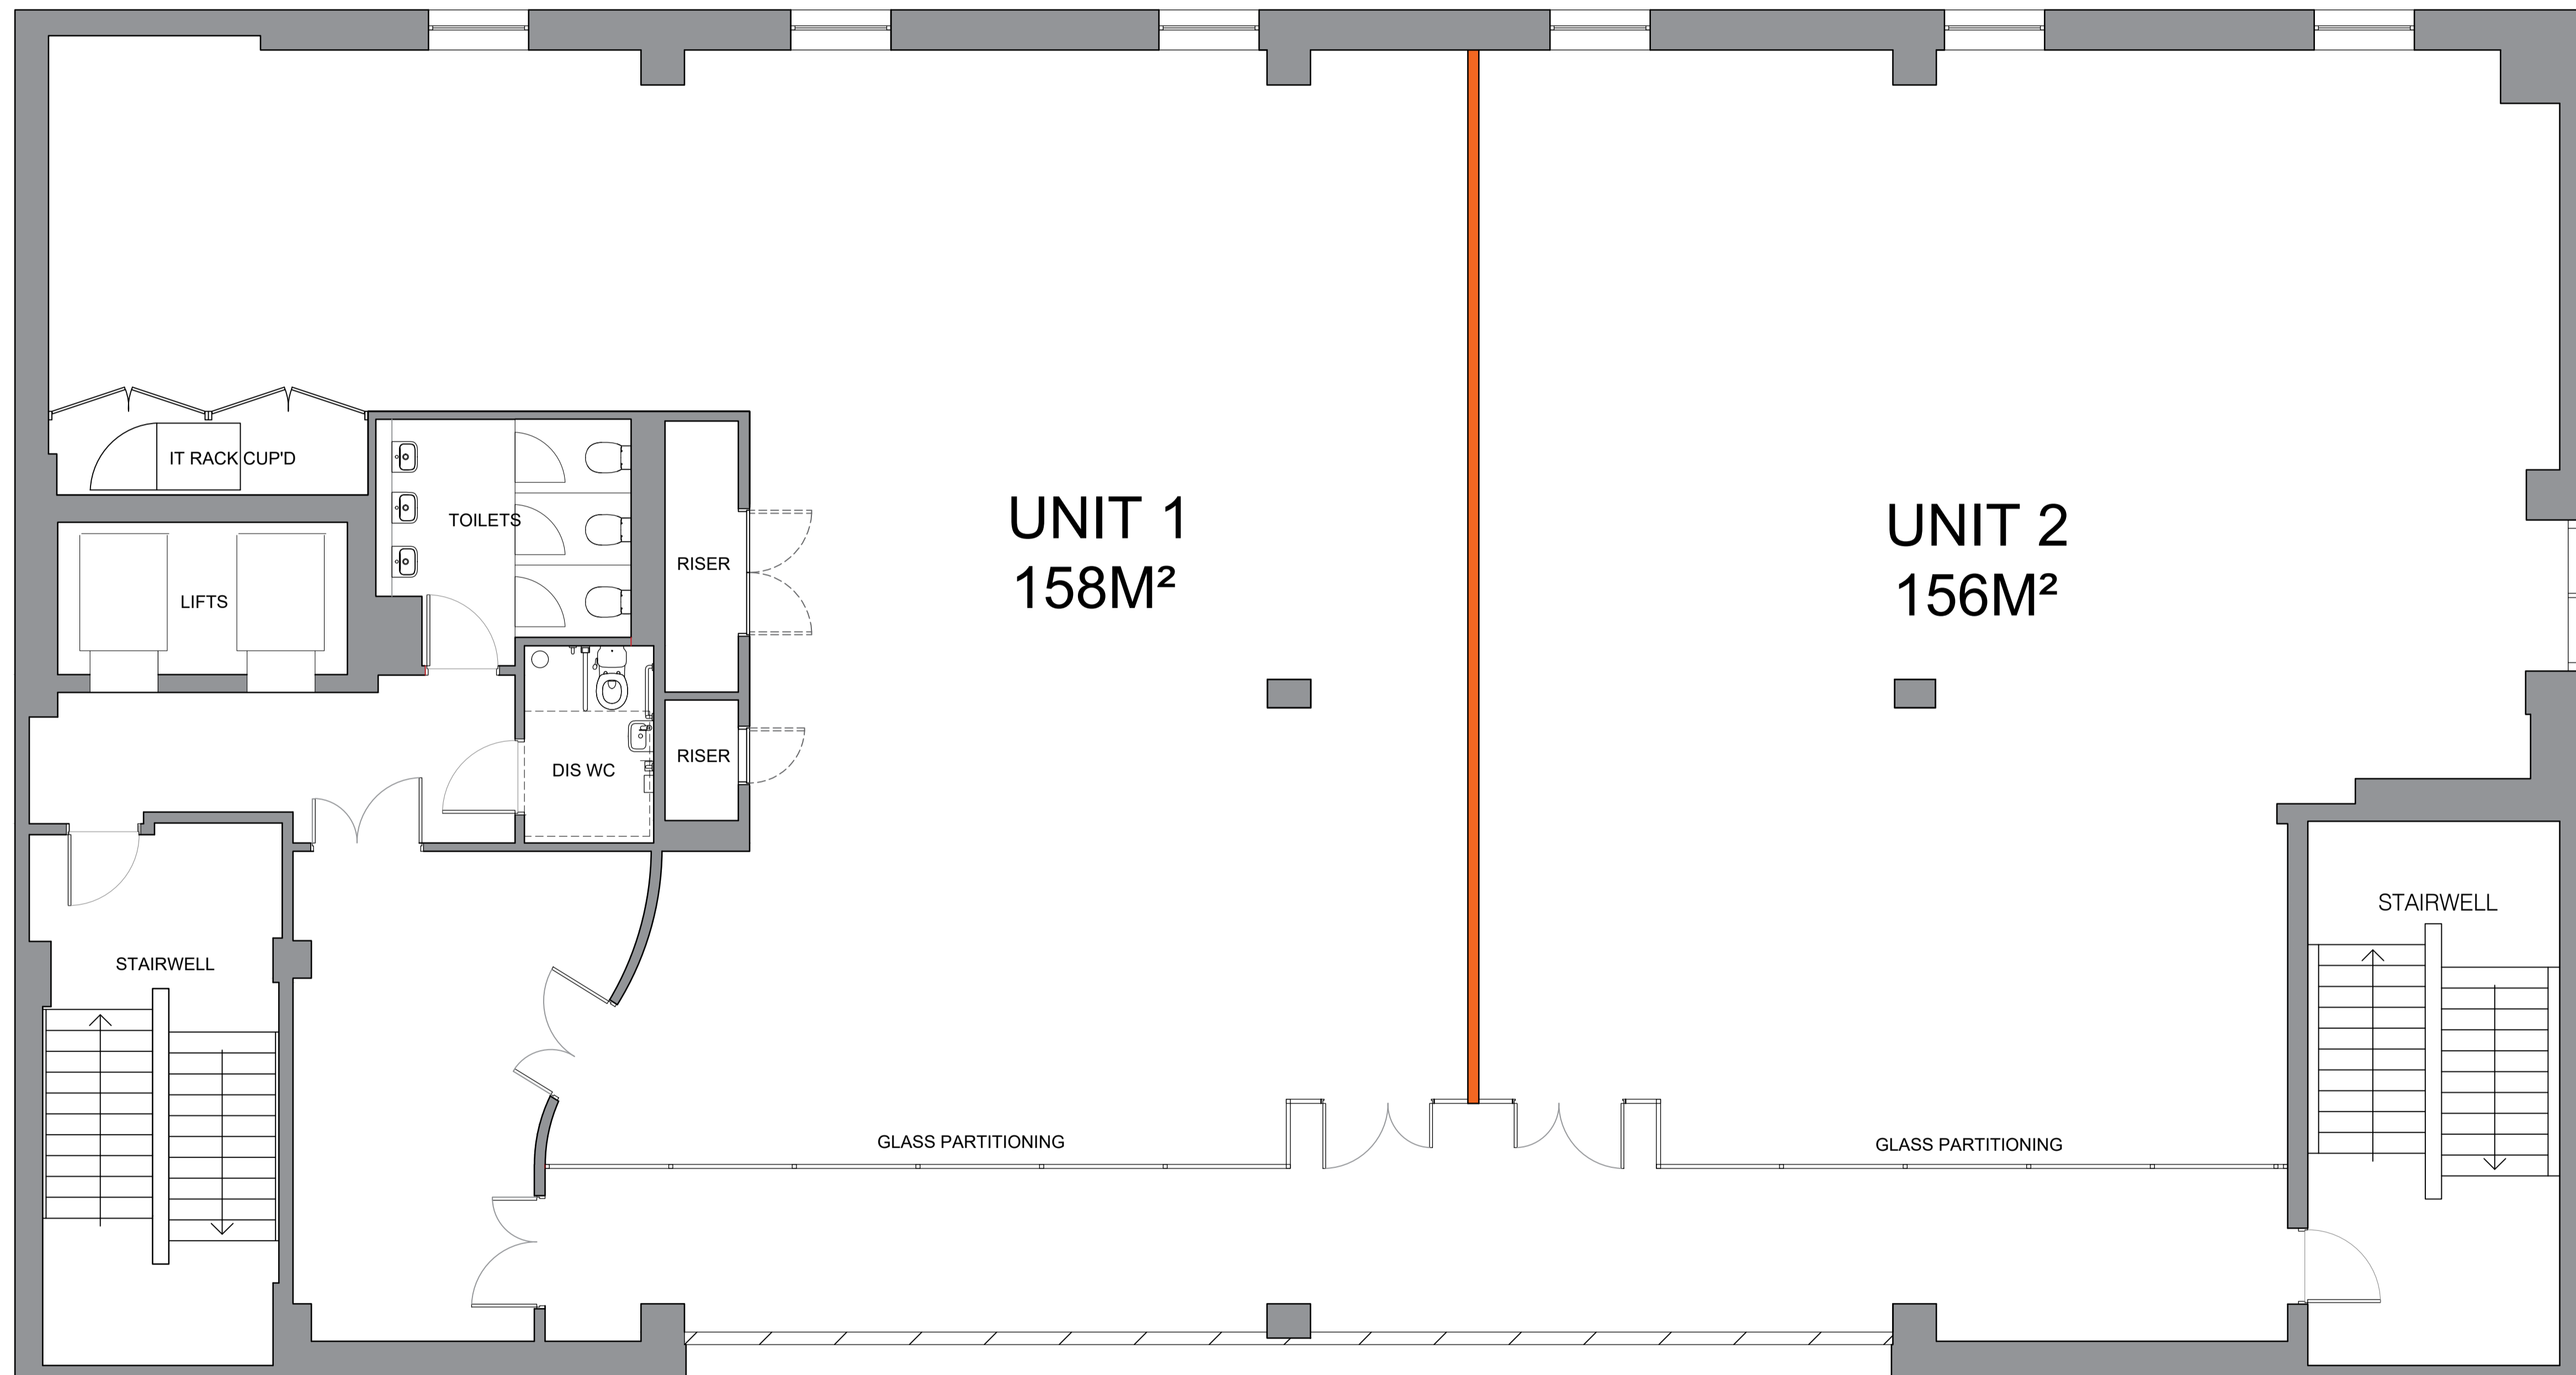 IT RACK CUP'D
TOILETS
LIFTS
RISER
RISER
DIS WC
UNIT 1
158M²
UNIT 2
156M²
STAIRWELL
STAIRWELL
GLASS PARTITIONING
GLASS PARTITIONING